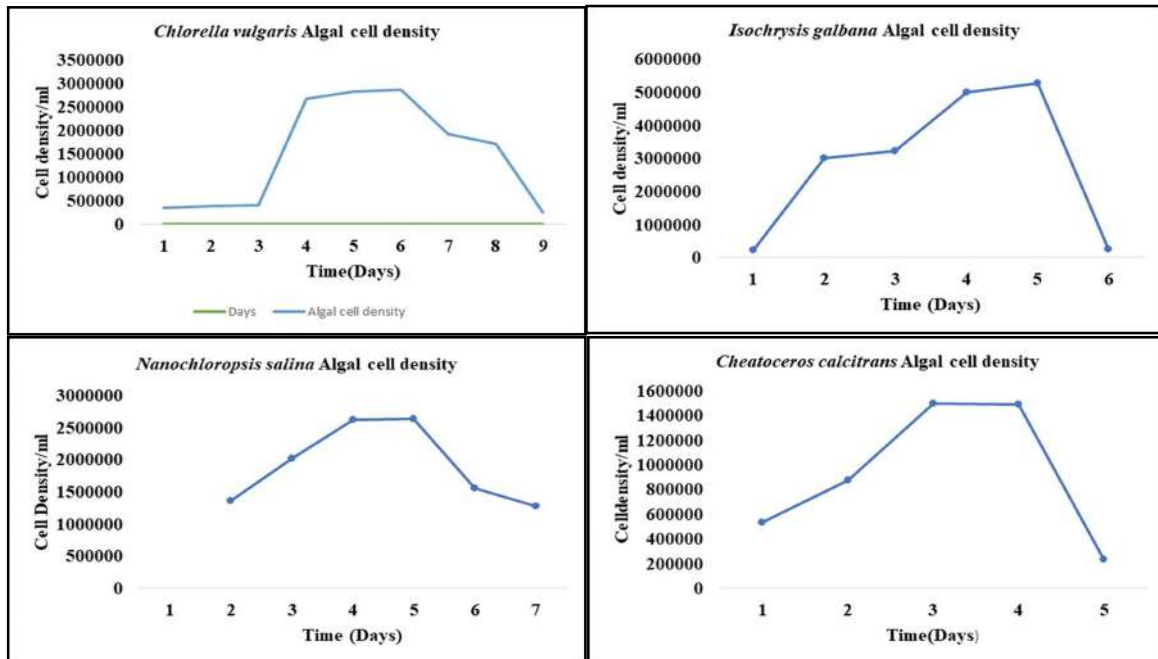 Chlorella vulgaris Algal cell density
3500000
3000000
2500000
2000000
1500000
1000000
500000
0
Cell density/ml
1 2 3 4 5 6 7 8 9
Time(Days)
Days Algal cell density
Isochrysis galbana Algal cell density
6000000
5000000
4000000
3000000
2000000
1000000
0
Cell density/ml
1 2 3 4 5 6
Time (Days)
Nanochloropsis salina Algal cell density
3000000
2500000
2000000
1500000
1000000
500000
0
Cell Density/ml
1 2 3 4 5 6 7
Time (Days)
Cheatoceros calcitrans Algal cell density
1600000
1400000
1200000
1000000
800000
600000
400000
200000
0
Celldensity/ml
1 2 3 4 5
Time(Days)